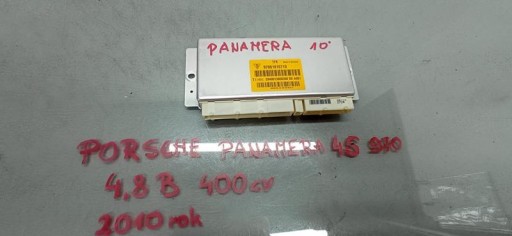 PANAMERA 10'
PORSCHE PANAMERA 4S 970
4,8 B 400cv
2010 rok